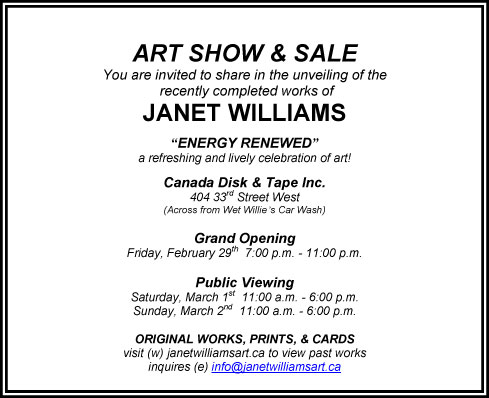 ART SHOW & SALE
You are invited to share in the unveiling of the
recently completed works of
JANET WILLIAMS
“ENERGY RENEWED”
a refreshing and lively celebration of art!
Canada Disk & Tape Inc.
404 33rd Street West
(Across from Wet Willie's Car Wash)
Grand Opening
Friday, February 29th 7:00 p.m. - 11:00 p.m.
Public Viewing
Saturday, March 1st 11:00 a.m. - 6:00 p.m.
Sunday, March 2nd 11:00 a.m. - 6:00 p.m.
ORIGINAL WORKS, PRINTS, & CARDS
visit (w) janetwilliamsart.ca to view past works
inquires (e) info@janetwilliamsart.ca